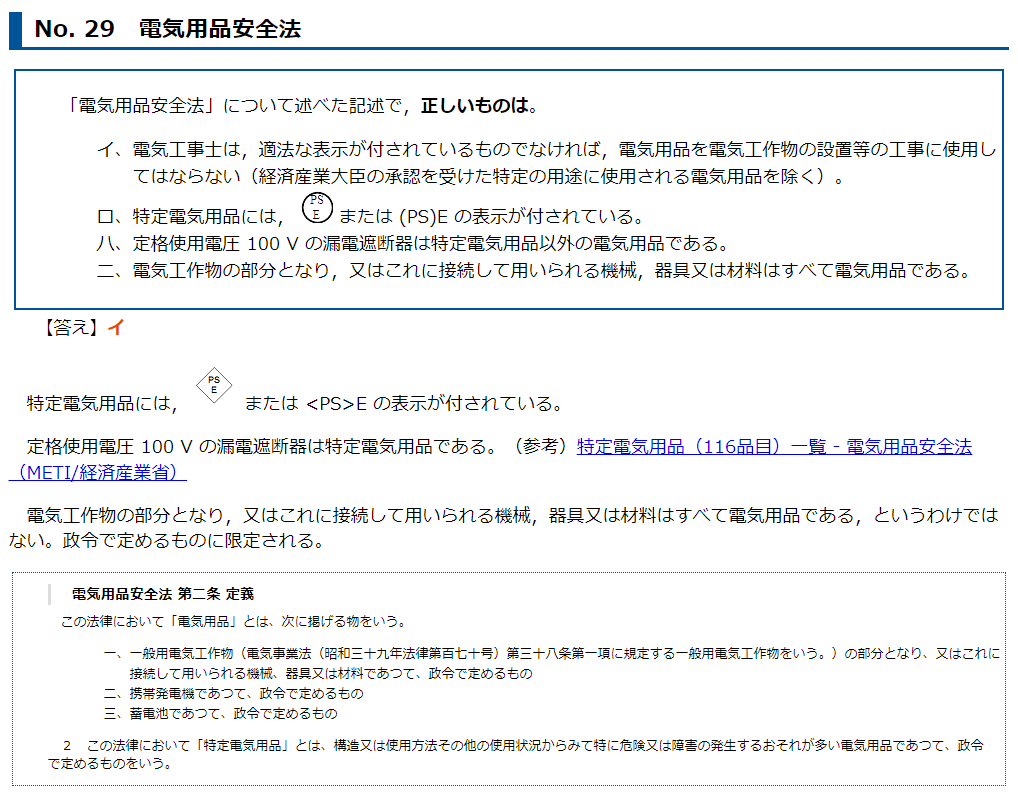 No. 29　電気用品安全法
「電気用品安全法」について述べた記述で，正しいものは。
イ、電気工事士は，適法な表示が付されているものでなければ，電気用品を電気工作物の設置等の工事に使用し
てはならない（経済産業大臣の承認を受けた特定の用途に使用される電気用品を除く）。
ロ、特定電気用品には， PS E または (PS)E の表示が付されている。
ハ、定格使用電圧 100 V の漏電遮断器は特定電気用品以外の電気用品である。
ニ、電気工作物の部分となり，又はこれに接続して用いられる機械，器具又は材料はすべて電気用品である。
【答え】イ
特定電気用品には， PS E または <PS>E の表示が付されている。
定格使用電圧 100 V の漏電遮断器は特定電気用品である。（参考）特定電気用品（116品目）一覧 - 電気用品安全法
（METI/経済産業省）
電気工作物の部分となり，又はこれに接続して用いられる機械，器具又は材料はすべて電気用品である，というわけでは
ない。政令で定めるものに限定される。
電気用品安全法 第二条 定義
この法律において「電気用品」とは、次に掲げる物をいう。
一、一般用電気工作物（電気事業法（昭和三十九年法律第百七十号）第三十八条第一項に規定する一般用電気工作物をいう。）の部分となり、又はこれに
接続して用いられる機械、器具又は材料であつて、政令で定めるもの
二、携帯発電機であつて、政令で定めるもの
三、蓄電池であつて、政令で定めるもの
２　この法律において「特定電気用品」とは、構造又は使用方法その他の使用状況からみて特に危険又は障害の発生するおそれが多い電気用品であつて、政令
で定めるものをいう。